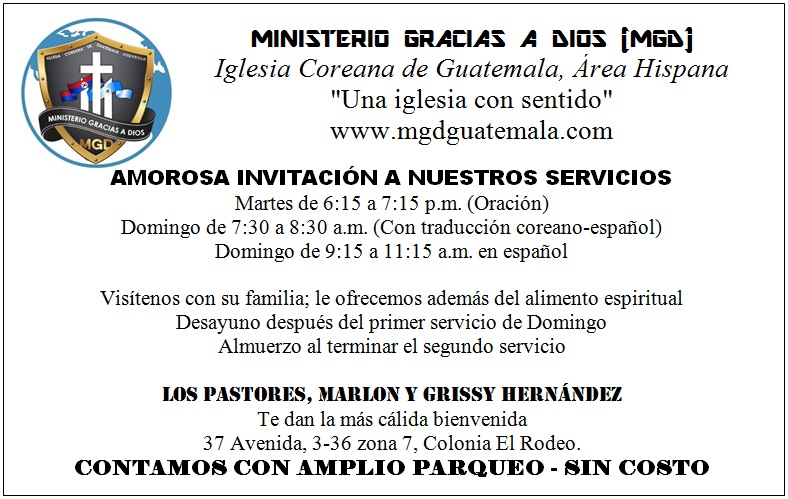 MINISTERIO GRACIAS A DIOS (MGD)
Iglesia Coreana de Guatemala, Área Hispana
"Una iglesia con sentido"
www.mgdguatemala.com
IGLESIA COREANA DE GUATEMALA
MINISTERIO GRACIAS A DIOS
MGD
AMOROSA INVITACIÓN A NUESTROS SERVICIOS
Martes de 6:15 a 7:15 p.m. (Oración)
Domingo de 7:30 a 8:30 a.m. (Con traducción coreano-español)
Domingo de 9:15 a 11:15 a.m. en español
Visítenos con su familia; le ofrecemos además del alimento espiritual
Desayuno después del primer servicio de Domingo
Almuerzo al terminar el segundo servicio
LOS PASTORES, MARLON Y GRISSY HERNÁNDEZ
Te dan la más cálida bienvenida
37 Avenida, 3-36 zona 7, Colonia El Rodeo.
CONTAMOS CON AMPLIO PARQUEO - SIN COSTO